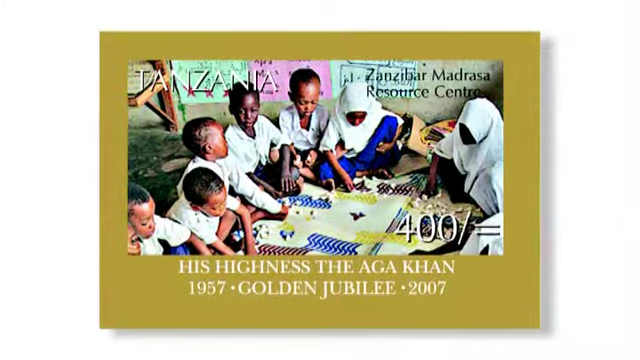 TANZANIA
Zanzibar Madrasa
Resource Centre
400/=
HIS HIGHNESS THE AGA KHAN
1957 • GOLDEN JUBILEE • 2007